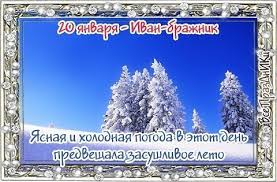 20 января - Иван-бражник
Ясная и холодная погода в этот день
предвещала засушливое лето